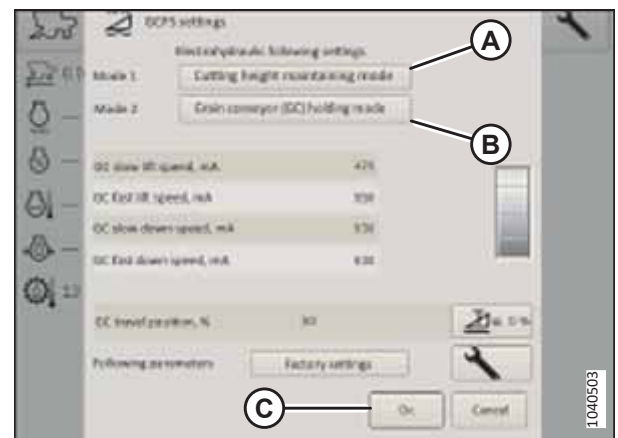 GCPS settings
A
Electrohydraulic following settings
Mode 1 Cutting height maintaining mode
Mode 2 Grain conveyor (GC) holding mode
B
GC slow lift speed, mA
GC fast lift speed, mA
GC slow down speed, mA
GC fast down speed, mA
GC travel position, %
Following parameters Factory settings
C
Cancel
1040503